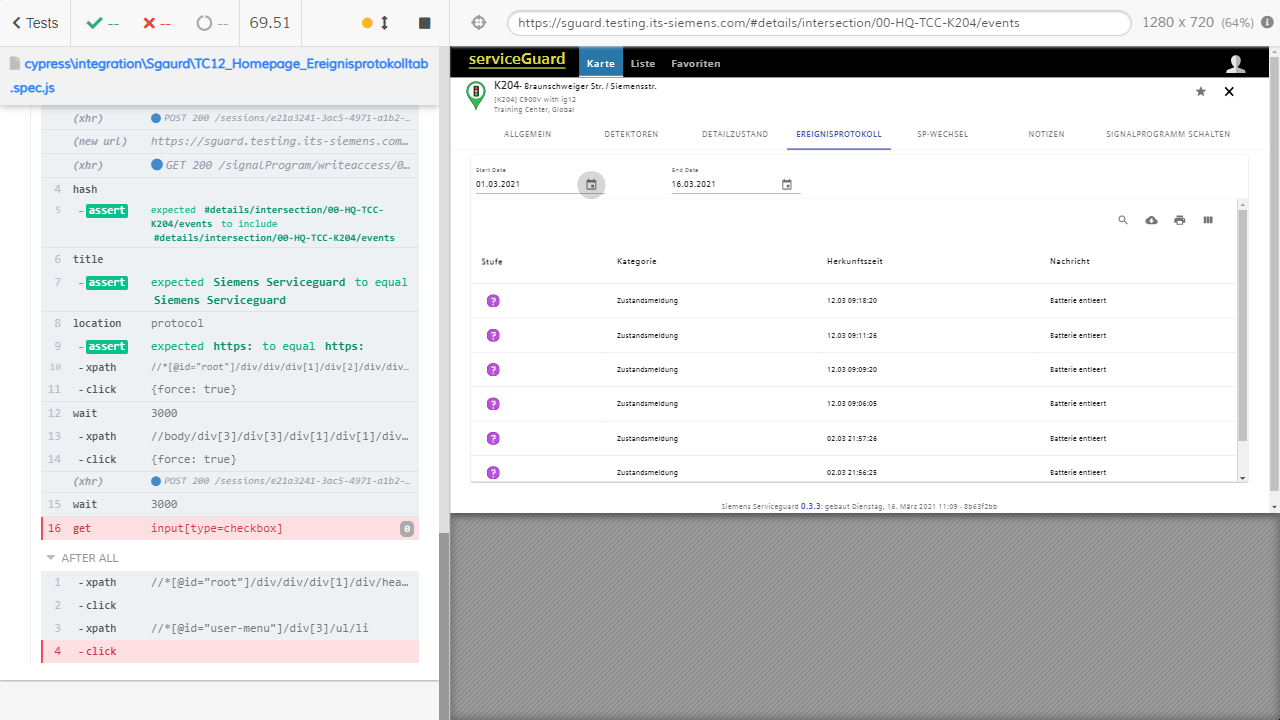 Tests
--
--
--
69.51
https://sguard.testing.its-siemens.com/#details/intersection/00-HQ-TCC-K204/events
1280 x 720 (64%)
cypress\integration\Sgaurd\TC12_Homepage_Ereignisprotokolltab
.spec.js
(xhr) POST 200 /sessions/e21a3241-3ac5-4971-a1b2-…
(new url) https://sguard.testing.its-siemens.com…
(xhr) GET 200 /signalProgram/writeaccess/0…
4 hash
5 - assert expected #details/intersection/00-HQ-TCC-
K204/events to include
#details/intersection/00-HQ-TCC-K204/events
6 title
7 - assert expected Siemens Serviceguard to equal
Siemens Serviceguard
8 location protocol
9 - assert expected https: to equal https:
10 - xpath //*[@id="root"]/div/div/div[1]/div[2]/div/div…
11 - click {force: true}
12 wait 3000
13 - xpath //body/div[3]/div[3]/div[1]/div[1]/div…
14 - click {force: true}
(xhr) POST 200 /sessions/e21a3241-3ac5-4971-a1b2-…
15 wait 3000
16 get input[type=checkbox] 0
AFTER ALL
1 - xpath //*[@id="root"]/div/div/div[1]/div/hea…
2 - click
3 - xpath //*[@id="user-menu"]/div[3]/ul/li
4 - click
serviceGuard Karte Liste Favoriten
K204- Braunschweiger Str. / Siemensstr.
[K204] C900V with ig12
Training Center, Global
ALLGEMEIN DETEKTOREN DETAILZUSTAND EREIGNISPROTOKOLL SP-WECHSEL NOTIZEN SIGNALPROGRAMM SCHALTEN
Start Date End Date
01.03.2021 16.03.2021
Stufe Kategorie Herkunftszeit Nachricht
? Zustandsmeldung 12.03 09:18:20 Batterie entleert
? Zustandsmeldung 12.03 09:11:26 Batterie entleert
? Zustandsmeldung 12.03 09:09:20 Batterie entleert
? Zustandsmeldung 12.03 09:06:05 Batterie entleert
? Zustandsmeldung 02.03 21:57:26 Batterie entleert
? Zustandsmeldung 02.03 21:56:25 Batterie entleert
Siemens Serviceguard 0.3.3: gebaut Dienstag, 16. März 2021 11:09 - 8b63f2bb